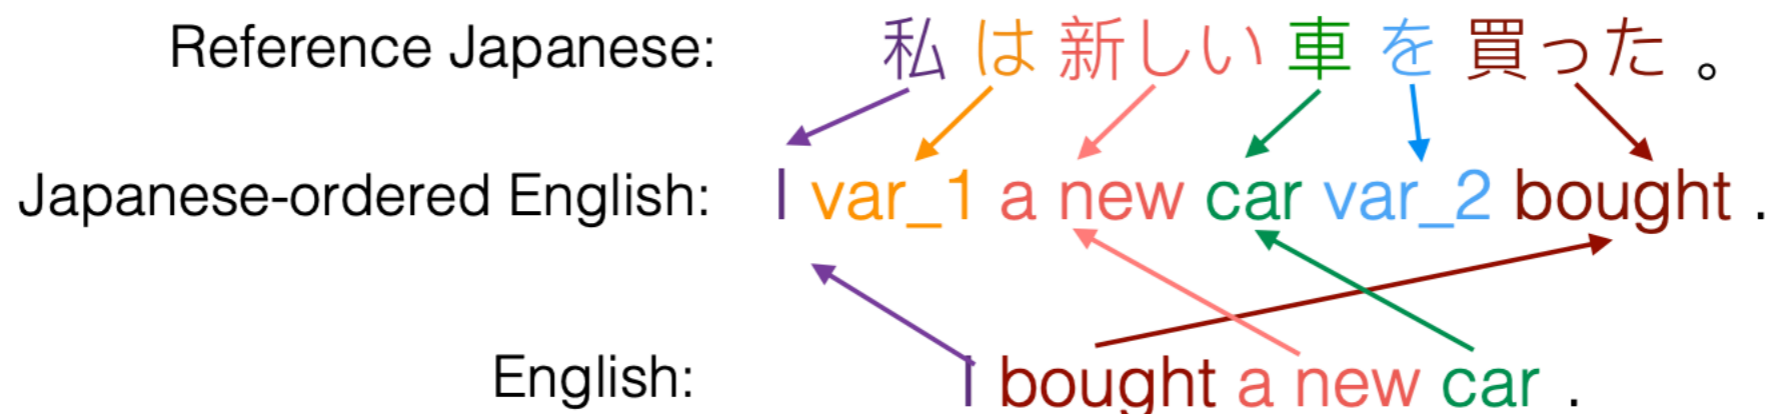 Reference Japanese: 私 は 新しい 車 を 買った 。
Japanese-ordered English: I var_1 a new car var_2 bought .
English: I bought a new car .